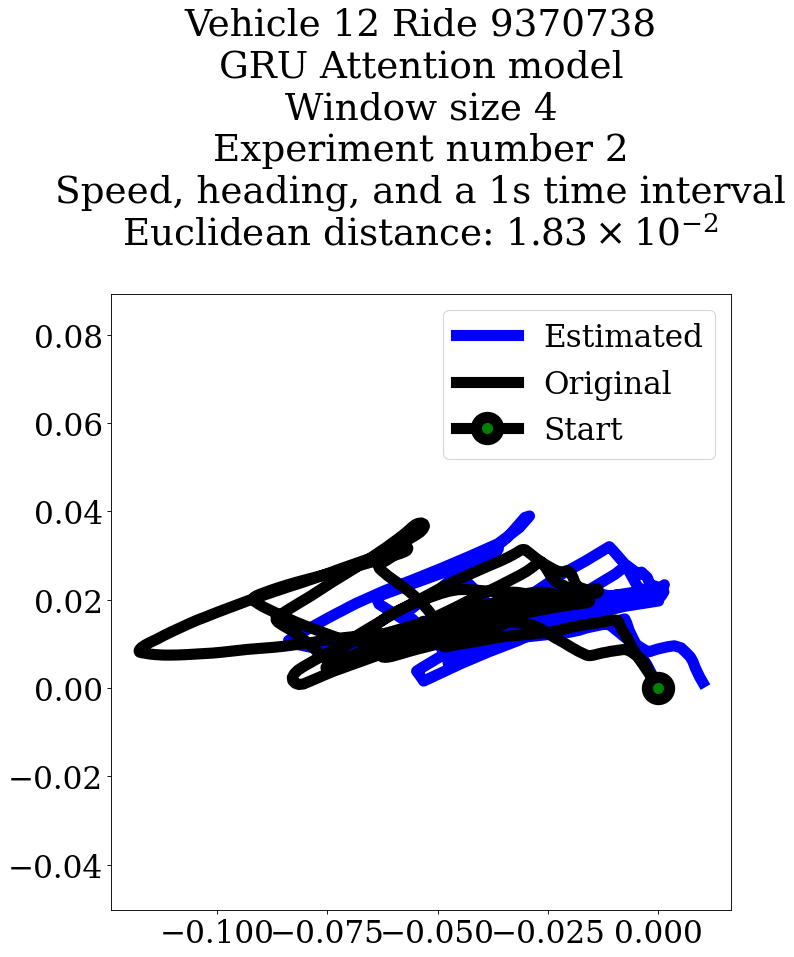 Vehicle 12 Ride 9370738
GRU Attention model
Window size 4
Experiment number 2
Speed, heading, and a 1s time interval
Euclidean distance: 1.83 × 10⁻²
Estimated
Original
Start
0.08
0.06
0.04
0.02
0.00
−0.02
−0.04
−0.100 −0.075 −0.050 −0.025 0.000